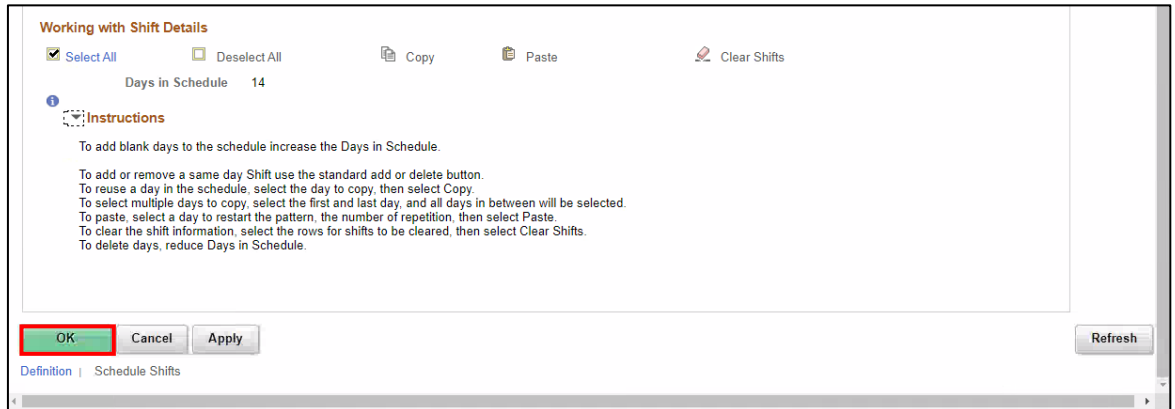 Working with Shift Details
Select All Deselect All Copy Paste Clear Shifts
Days in Schedule 14
Instructions
To add blank days to the schedule increase the Days in Schedule.
To add or remove a same day Shift use the standard add or delete button.
To reuse a day in the schedule, select the day to copy, then select Copy.
To select multiple days to copy, select the first and last day, and all days in between will be selected.
To paste, select a day to restart the pattern, the number of repetition, then select Paste.
To clear the shift information, select the rows for shifts to be cleared, then select Clear Shifts.
To delete days, reduce Days in Schedule.
OK Cancel Apply Refresh
Definition | Schedule Shifts